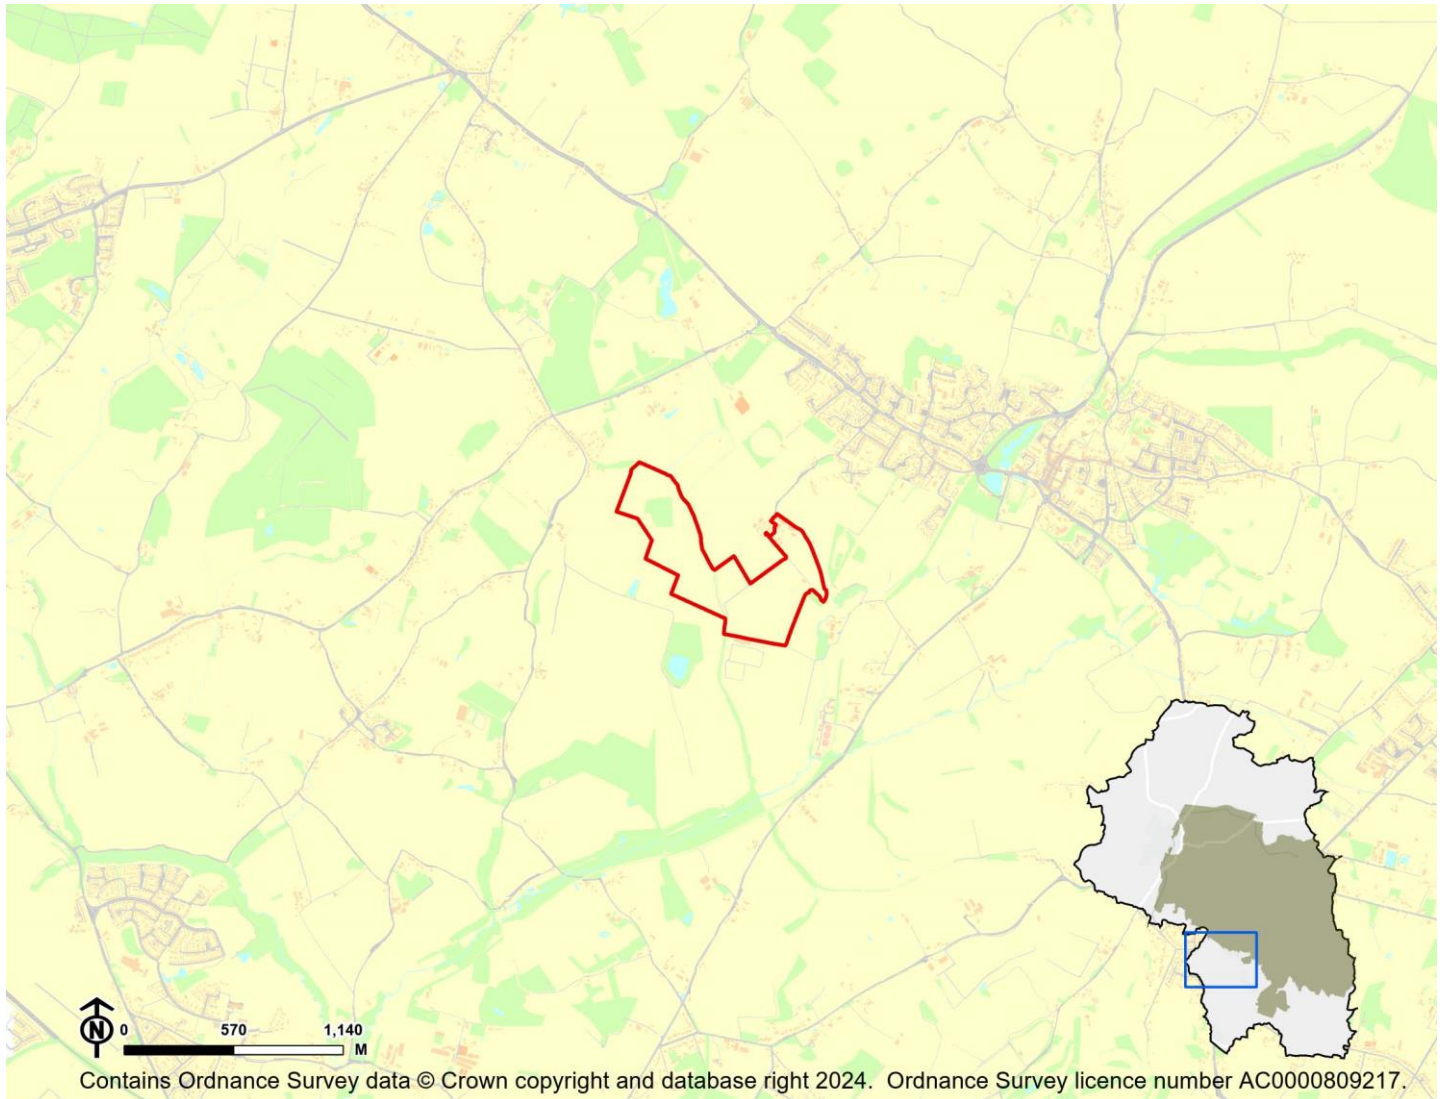 N
0 570 1,140
M
Contains Ordnance Survey data © Crown copyright and database right 2024. Ordnance Survey licence number AC0000809217.